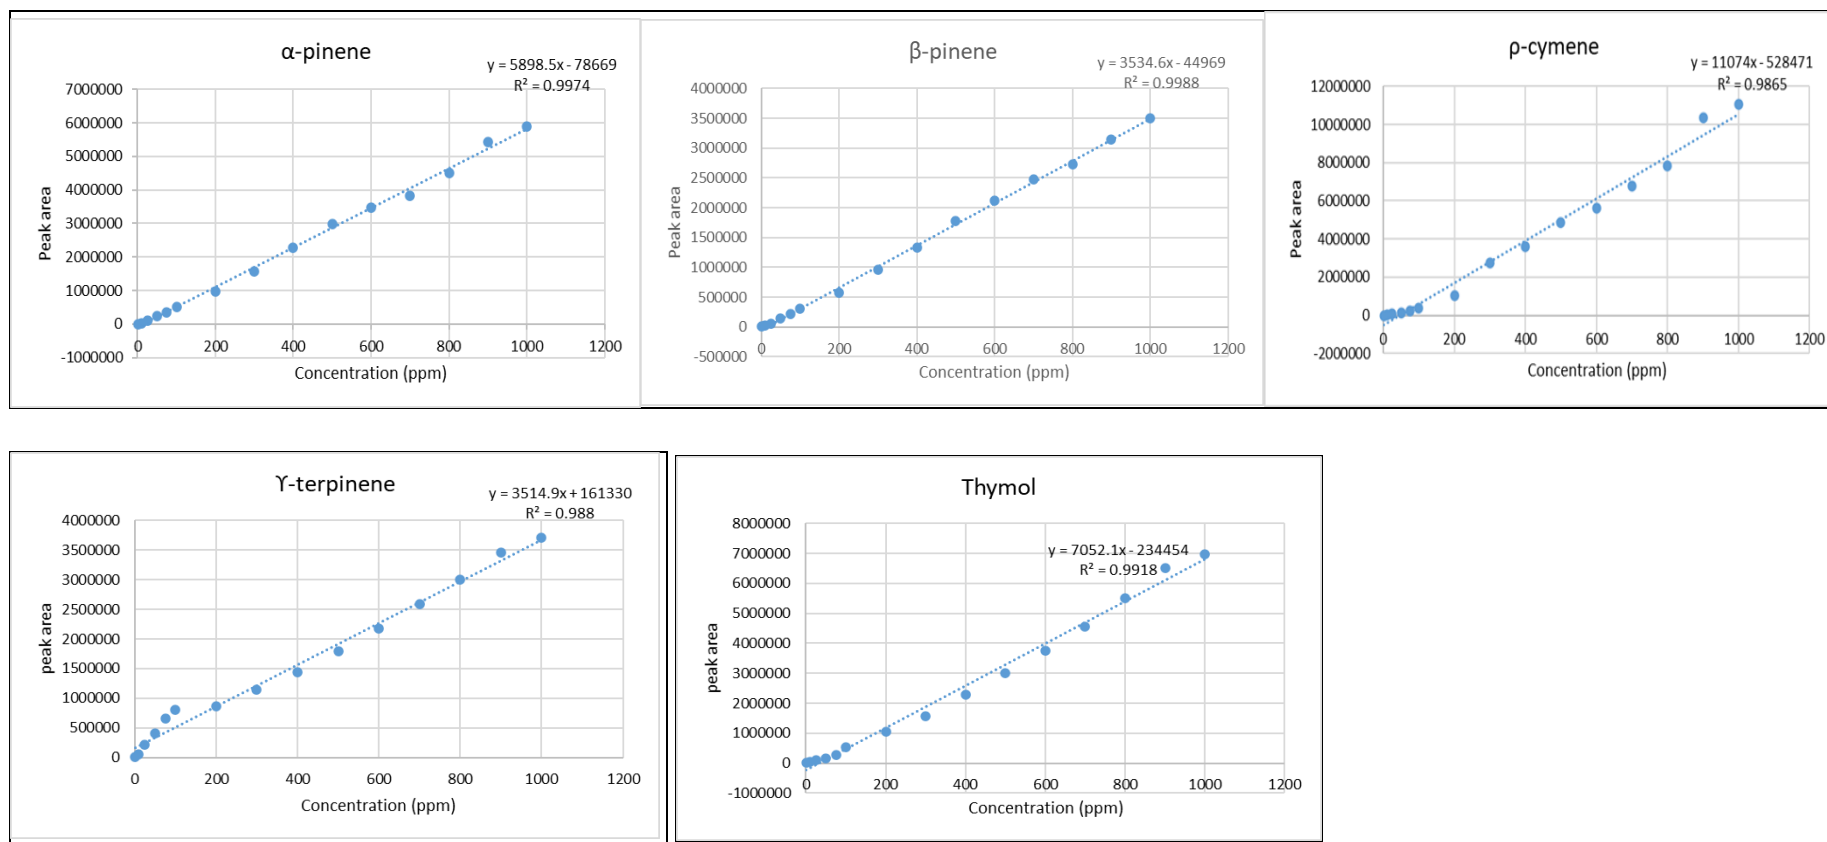 α-pinene
y = 5898.5x - 78669
R² = 0.9974
7000000
6000000
5000000
4000000
3000000
2000000
1000000
0
-1000000
0 200 400 600 800 1000 1200
Peak area
Concentration (ppm)
β-pinene
y = 3534.6x - 44969
R² = 0.9988
4000000
3500000
3000000
2500000
2000000
1500000
1000000
500000
0
-500000
0 200 400 600 800 1000 1200
Peak area
Concentration (ppm)
ρ-cymene
y = 11074x - 528471
R² = 0.9865
12000000
10000000
8000000
6000000
4000000
2000000
0
-2000000
0 200 400 600 800 1000 1200
Peak area
Concentration (ppm)
ϒ-terpinene
y = 3514.9x + 161330
R² = 0.988
4000000
3500000
3000000
2500000
2000000
1500000
1000000
500000
0
0 200 400 600 800 1000 1200
peak area
Concentration (ppm)
Thymol
y = 7052.1x - 234454
R² = 0.9918
8000000
7000000
6000000
5000000
4000000
3000000
2000000
1000000
0
-1000000
0 200 400 600 800 1000 1200
peak area
Concentration (ppm)